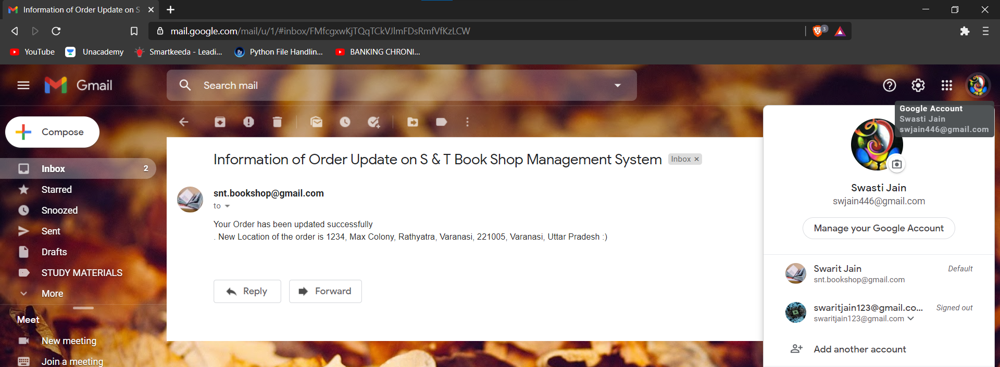 Information of Order Update on S
mail.google.com/mail/u/1/#inbox/FMfcgxwKjTQqTCkVJlmFDsRmfVfKzLCW
3
YouTube
Unacademy
Smartkeeda - Leadi...
Python File Handlin...
BANKING CHRONI...
Gmail
Search mail
Google Account
Swasti Jain
swjain446@gmail.com
Compose
Inbox 2
Starred
Snoozed
Sent
Drafts
STUDY MATERIALS
More
Meet
New meeting
Join a meeting
Information of Order Update on S & T Book Shop Management System Inbox ×
snt.bookshop@gmail.com
to
Your Order has been updated successfully
. New Location of the order is 1234, Max Colony, Rathyatra, Varanasi, 221005, Varanasi, Uttar Pradesh :)
Reply Forward
Swasti Jain
swjain446@gmail.com
Manage your Google Account
Swarit Jain Default
snt.bookshop@gmail.com
swaritjain123@gmail.co... Signed out
swaritjain123@gmail.com
Add another account